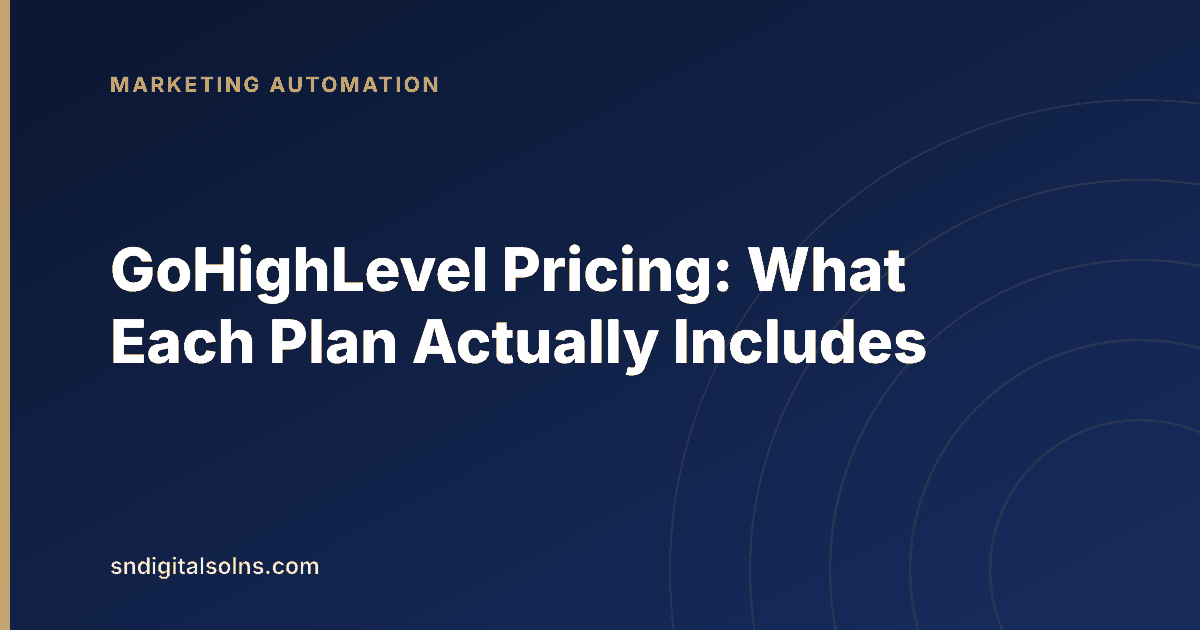 MARKETING AUTOMATION
GoHighLevel Pricing: What
Each Plan Actually Includes
sndigitalsolns.com